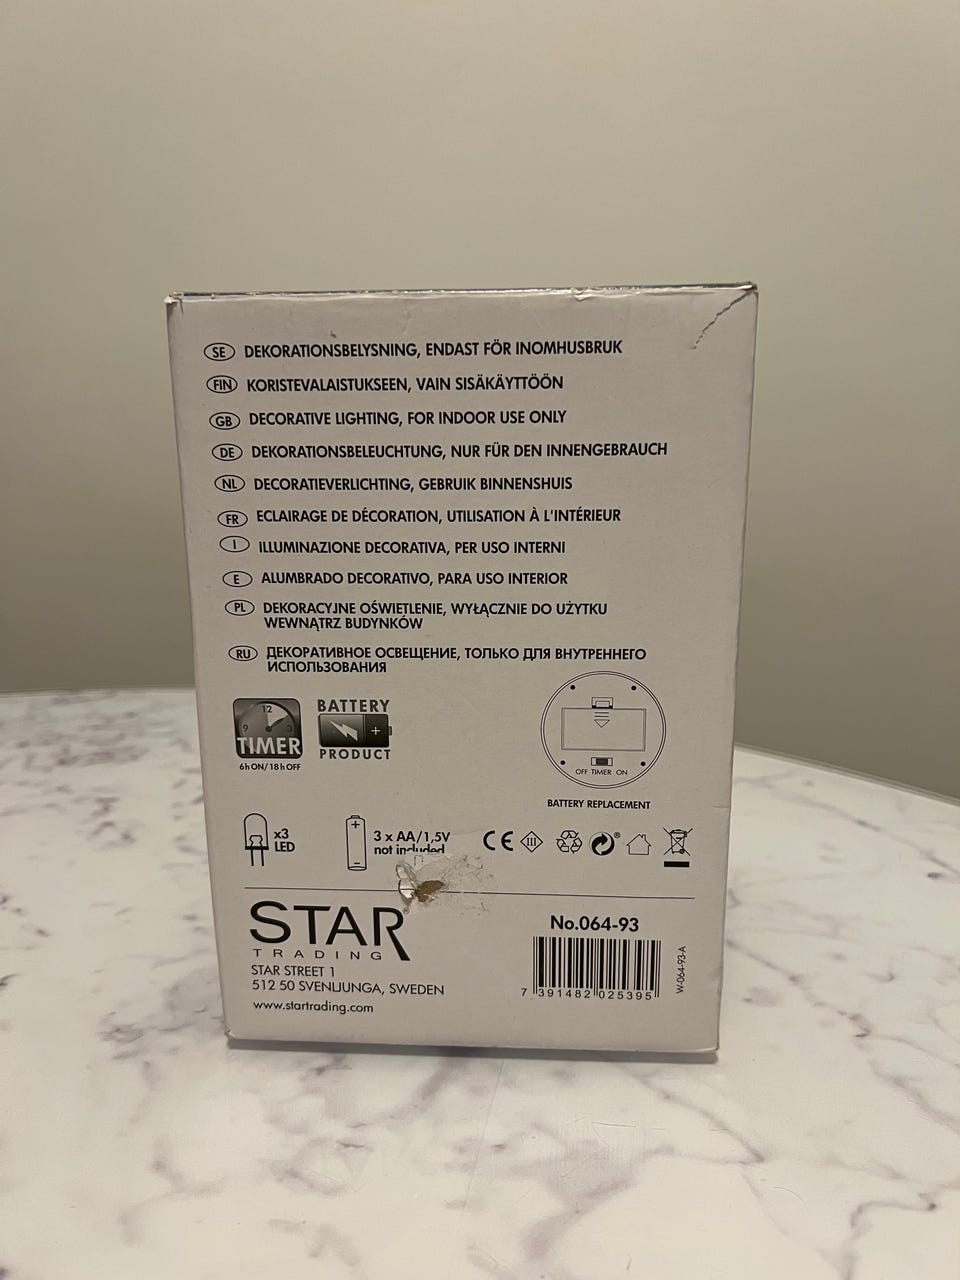 SE DEKORATIONSBELYSNING, ENDAST FÖR INOMHUSBRUK
FIN KORISTEVALAISTUKSEEN, VAIN SISÄKÄYTTÖÖN
GB DECORATIVE LIGHTING, FOR INDOOR USE ONLY
DE DEKORATIONSBELEUCHTUNG, NUR FÜR DEN INNENGEBRAUCH
NL DECORATIEVERLICHTING, GEBRUIK BINNENSHUIS
FR ECLAIRAGE DE DÉCORATION, UTILISATION À L'INTÉRIEUR
I ILLUMINAZIONE DECORATIVA, PER USO INTERNI
E ALUMBRADO DECORATIVO, PARA USO INTERIOR
PL DEKORACYJNE OŚWIETLENIE, WYŁĄCZNIE DO UŻYTKU
WEWNĄTRZ BUDYNKÓW
RU ДЕКОРАТИВНОЕ ОСВЕЩЕНИЕ, ТОЛЬКО ДЛЯ ВНУТРЕННЕГО
ИСПОЛЬЗОВАНИЯ
12
9 3
TIMER
6h ON/18h OFF
BATTERY
+
PRODUCT
OFF TIMER ON
BATTERY REPLACEMENT
x3
LED
+
-
3 x AA/1,5V
not included
CE III ®
STAR®
TRADING
STAR STREET 1
512 50 SVENLJUNGA, SWEDEN
www.startrading.com
No.064-93
7 391482 025395
W-064-93-A